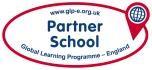 www.glp-e.org.uk
Partner
School
Global Learning Programme – England